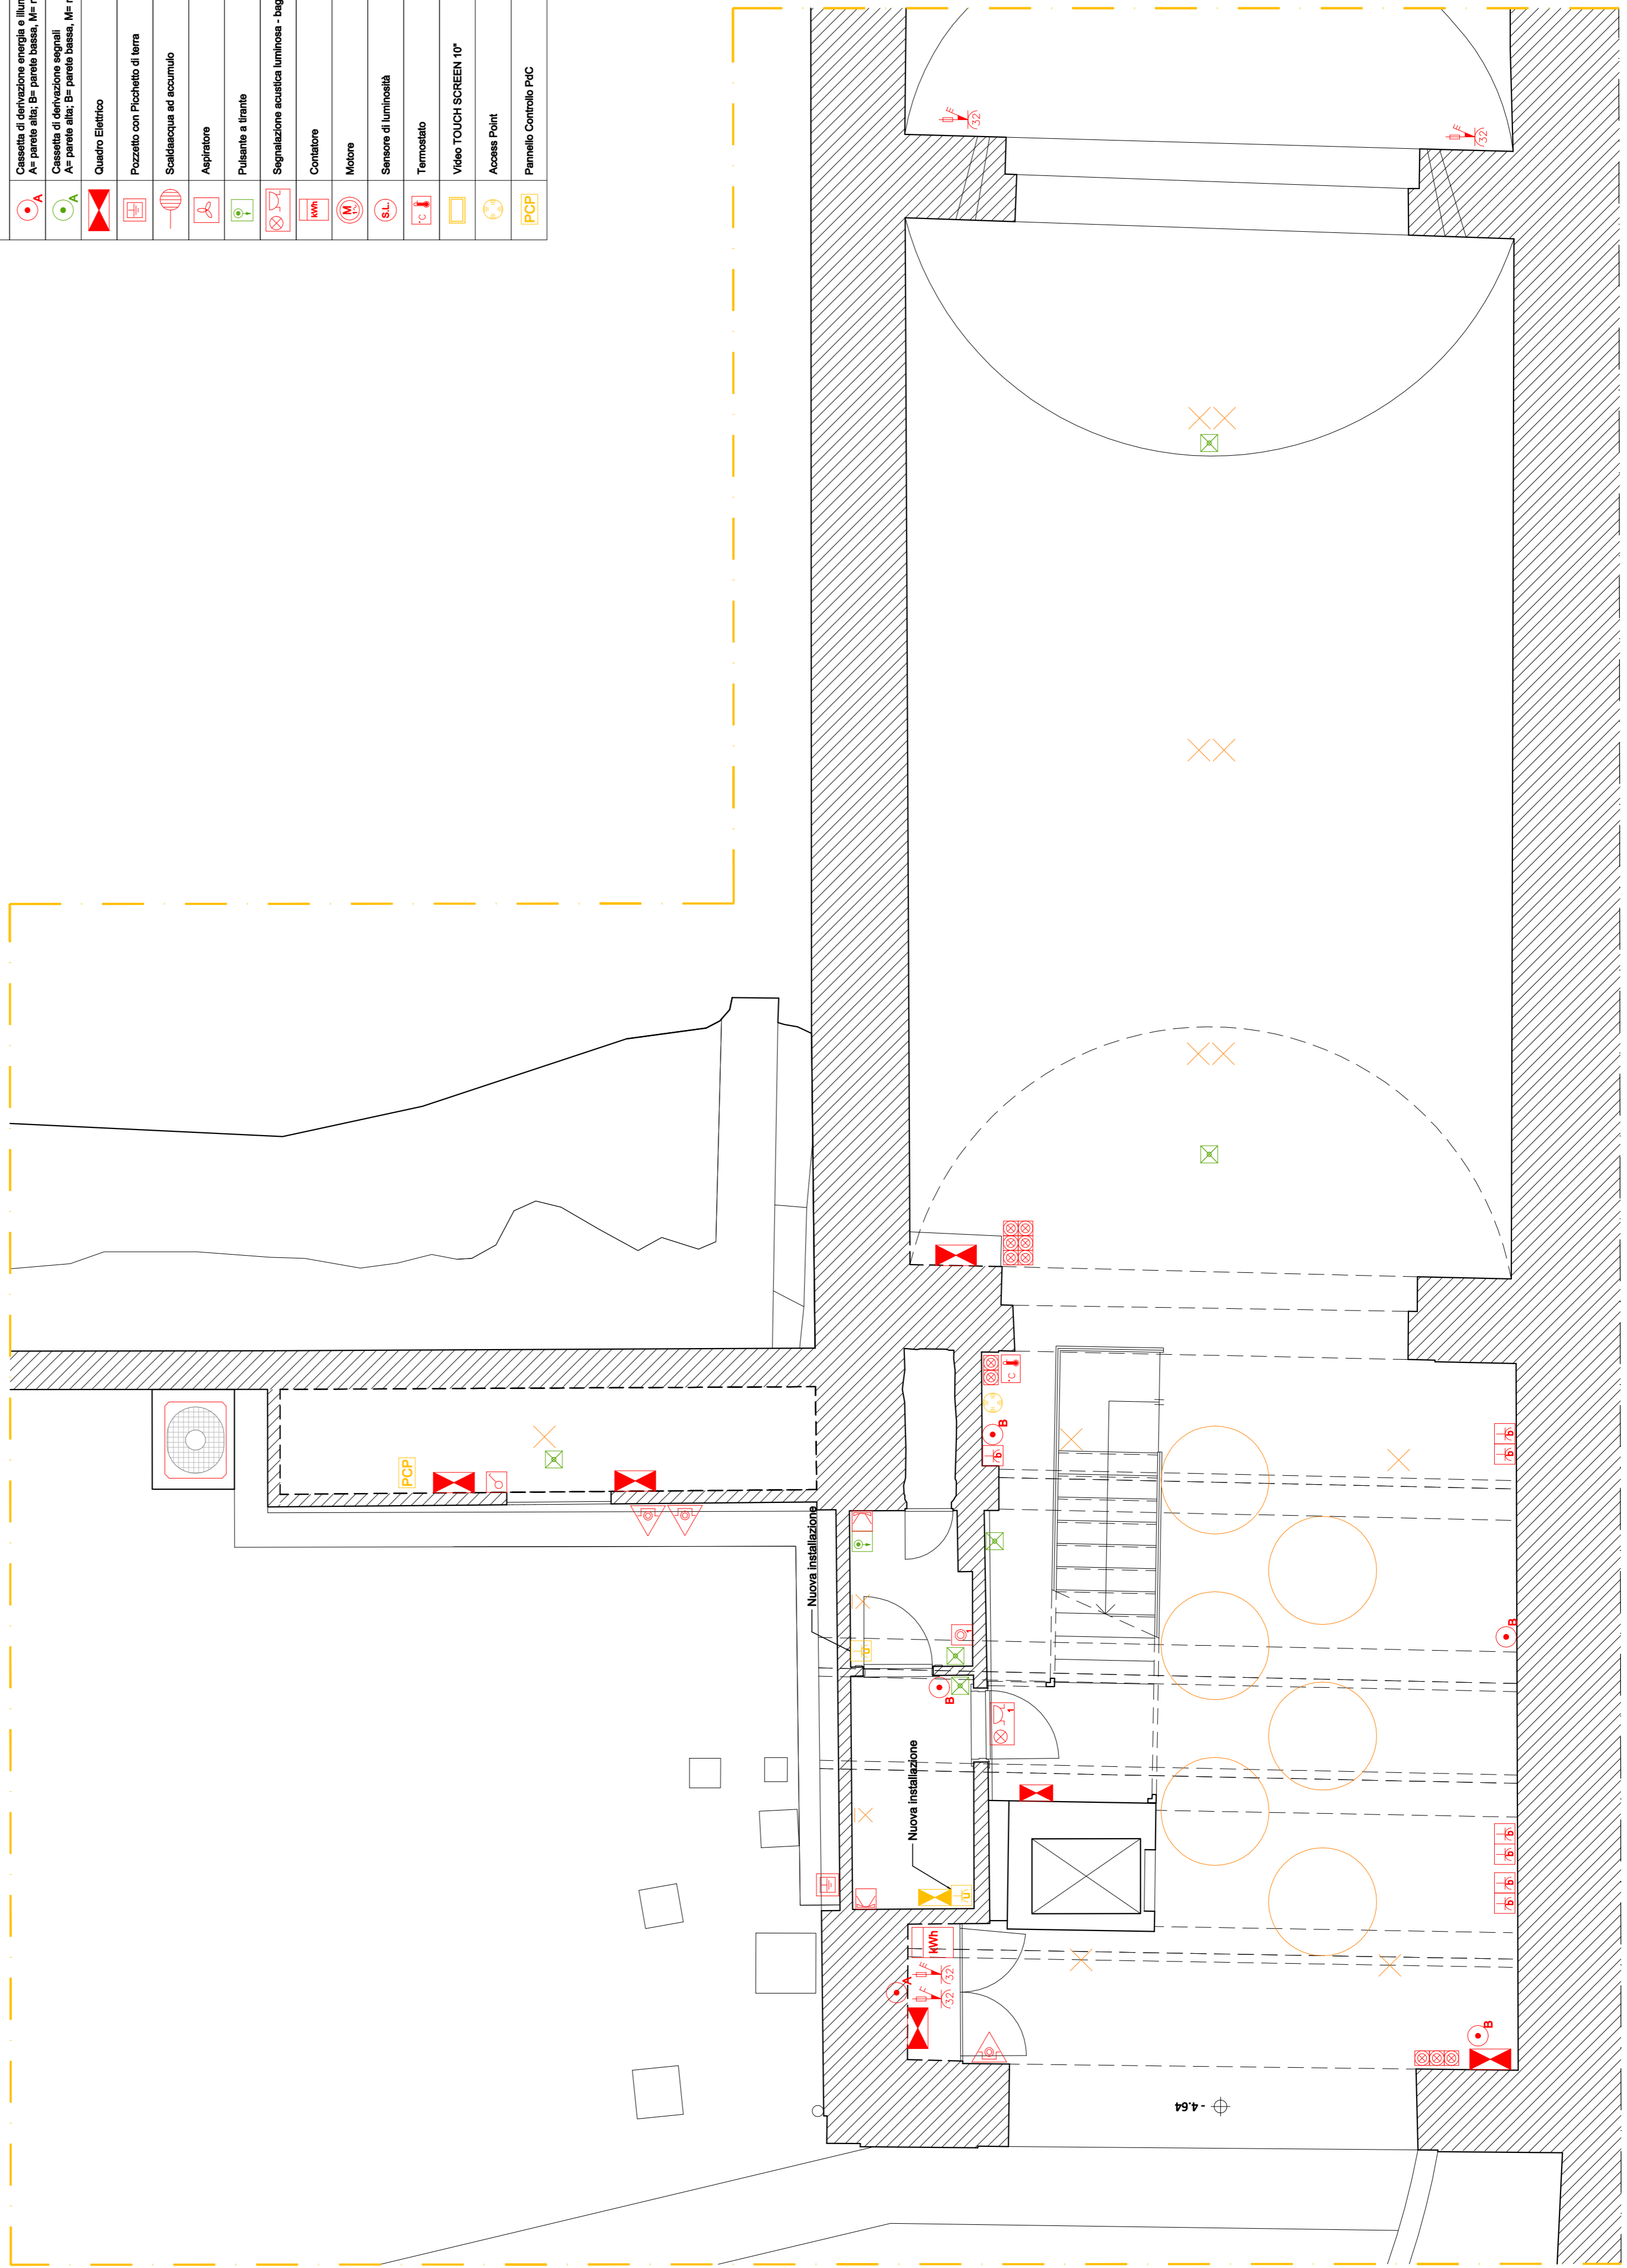 Cassetta di derivazione energia e illum
A= parete alta; B= parete bassa, M= r
A
Cassetta di derivazione segnali
A= parete alta; B= parete bassa, M= r
A
Quadro Elettrico
Pozzetto con Picchetto di terra
Scaldaacqua ad accumulo
Aspiratore
Pulsante a tirante
Segnalazione acustica luminosa - bag
kWh
Contatore
M
1~
Motore
S.L.
Sensore di luminosità
°C
Termostato
Video TOUCH SCREEN 10"
Access Point
PCP
Pannello Controllo PdC
F
32
F
32
°C
B
b
b
b
PCP
Nuova installazione
u
1
B
B
1
Nuova installazione
u
b
b
b
b
kWh
A
F
32
F
32
B
- 4.64